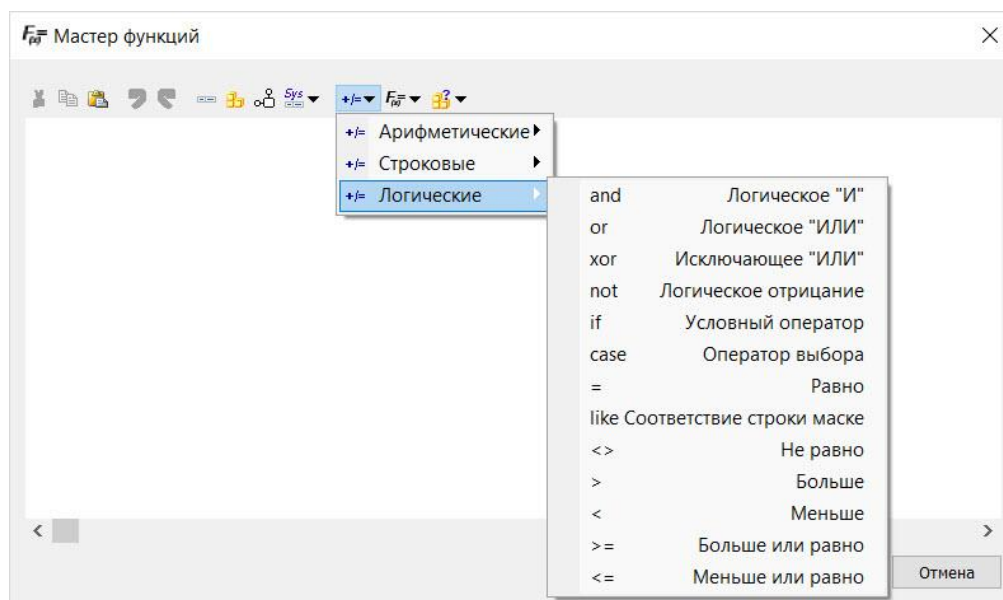 F(x)= Мастер функций
Sys +/= F(x)= ?
+/= Арифметические
+/= Строковые
+/= Логические
and Логическое "И"
or Логическое "ИЛИ"
xor Исключающее "ИЛИ"
not Логическое отрицание
if Условный оператор
case Оператор выбора
= Равно
like Соответствие строки маске
<> Не равно
> Больше
< Меньше
>= Больше или равно
<= Меньше или равно
Отмена